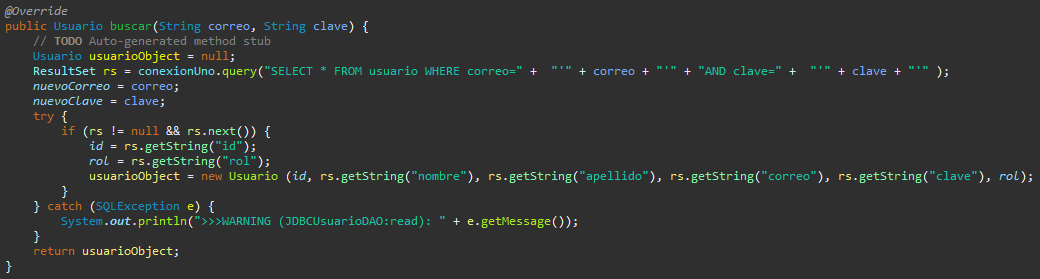 @Override
public Usuario buscar(String correo, String clave) {
    // TODO Auto-generated method stub
    Usuario usuarioObject = null;
    ResultSet rs = conexionUno.query("SELECT * FROM usuario WHERE correo=" +  "'" + correo + "'" + "AND clave=" +  "'" + clave + "'" );
    nuevoCorreo = correo;
    nuevoClave = clave;
    try {
        if (rs != null && rs.next()) {
            id = rs.getString("id");
            rol = rs.getString("rol");
            usuarioObject = new Usuario (id, rs.getString("nombre"), rs.getString("apellido"), rs.getString("correo"), rs.getString("clave"), rol);
        }
    } catch (SQLException e) {
        System.out.println(">>>WARNING (JDBCUsuarioDAO:read): " + e.getMessage());
    }
    return usuarioObject;
}